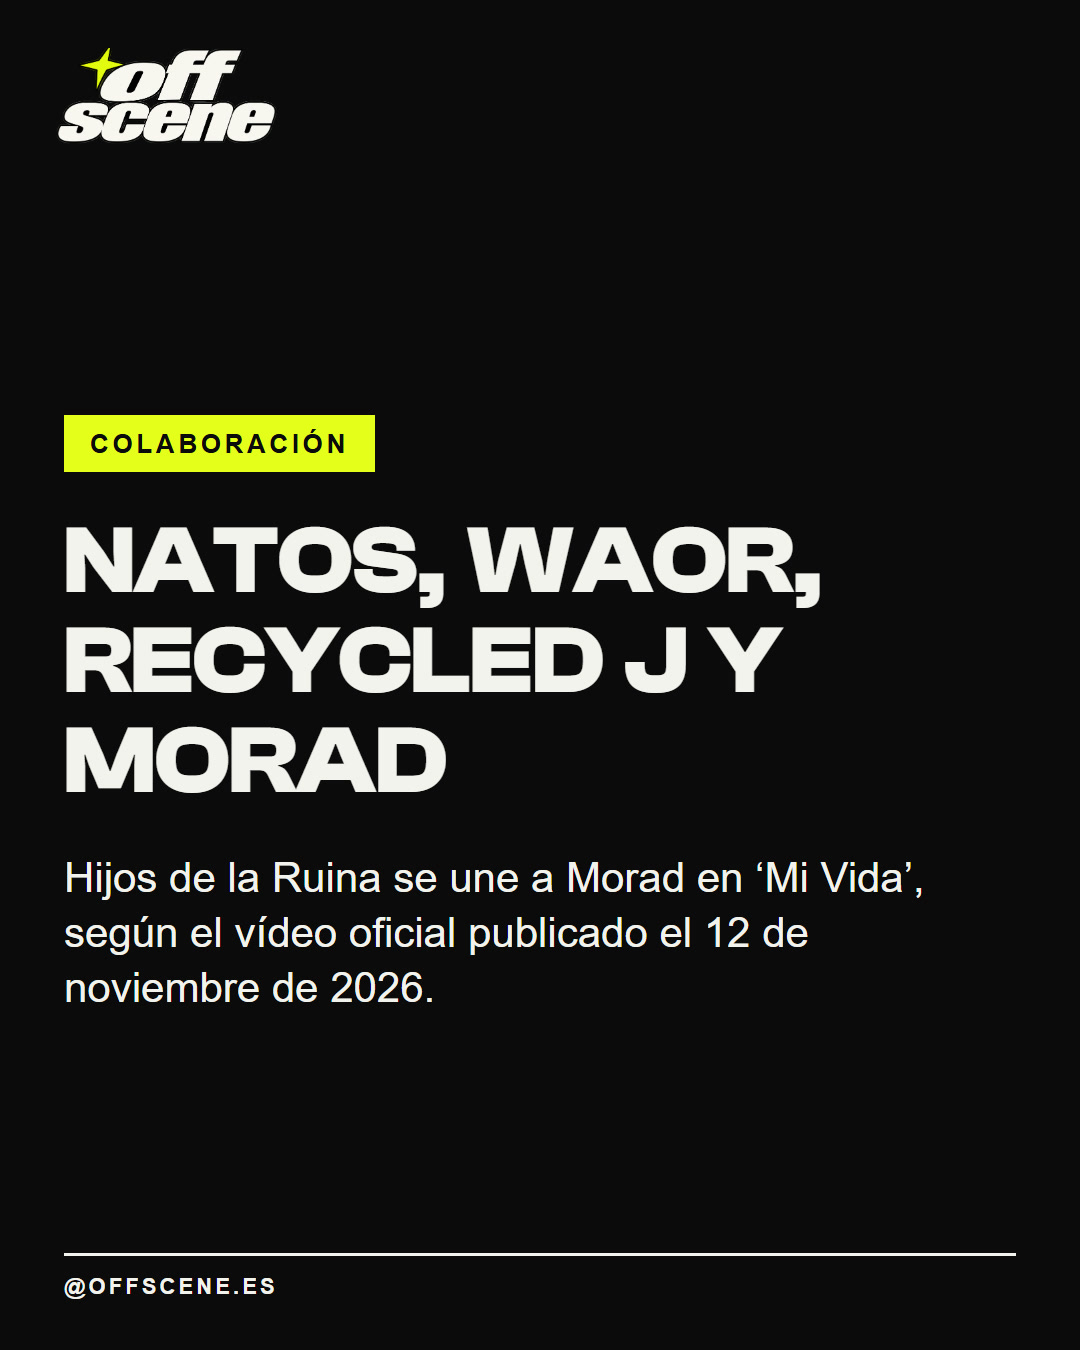 off
scene
COLABORACIÓN
NATOS, WAOR,
RECYCLED J Y
MORAD
Hijos de la Ruina se une a Morad en ‘Mi Vida’,
según el vídeo oficial publicado el 12 de
noviembre de 2026.
@OFFSCENE.ES